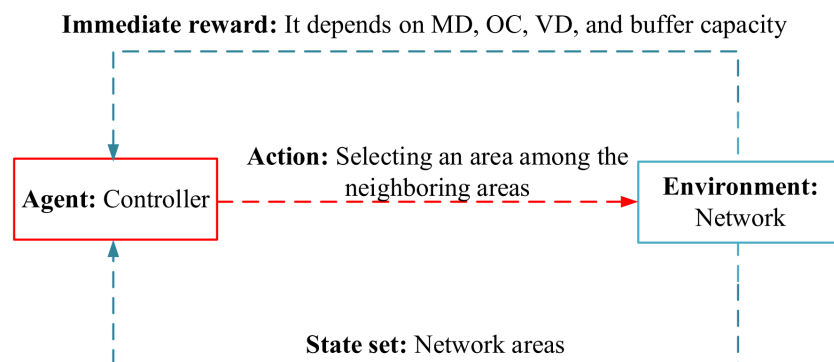 Immediate reward: It depends on MD, OC, VD, and buffer capacity
Action: Selecting an area among the
neighboring areas
Agent: Controller
Environment:
Network
State set: Network areas